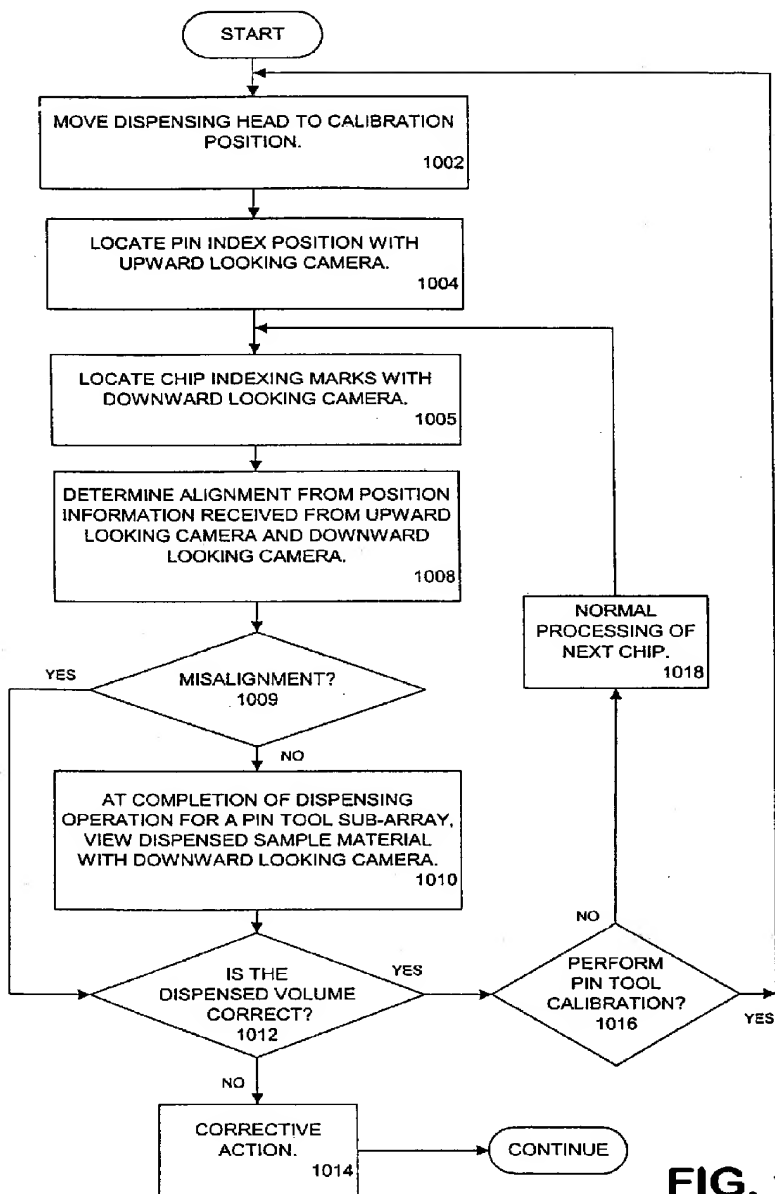 START
MOVE DISPENSING HEAD TO CALIBRATION
POSITION.
1002
LOCATE PIN INDEX POSITION WITH
UPWARD LOOKING CAMERA.
1004
LOCATE CHIP INDEXING MARKS WITH
DOWNWARD LOOKING CAMERA.
1005
DETERMINE ALIGNMENT FROM POSITION
INFORMATION RECEIVED FROM UPWARD
LOOKING CAMERA AND DOWNWARD
LOOKING CAMERA.
1008
NORMAL
PROCESSING OF
NEXT CHIP.
1018
YES
MISALIGNMENT?
1009
NO
AT COMPLETION OF DISPENSING
OPERATION FOR A PIN TOOL SUB-ARRAY,
VIEW DISPENSED SAMPLE MATERIAL
WITH DOWNWARD LOOKING CAMERA.
1010
NO
IS THE
DISPENSED VOLUME
CORRECT?
1012
YES
PERFORM
PIN TOOL
CALIBRATION?
1016
YES
NO
CORRECTIVE
ACTION.
1014
CONTINUE
FIG.